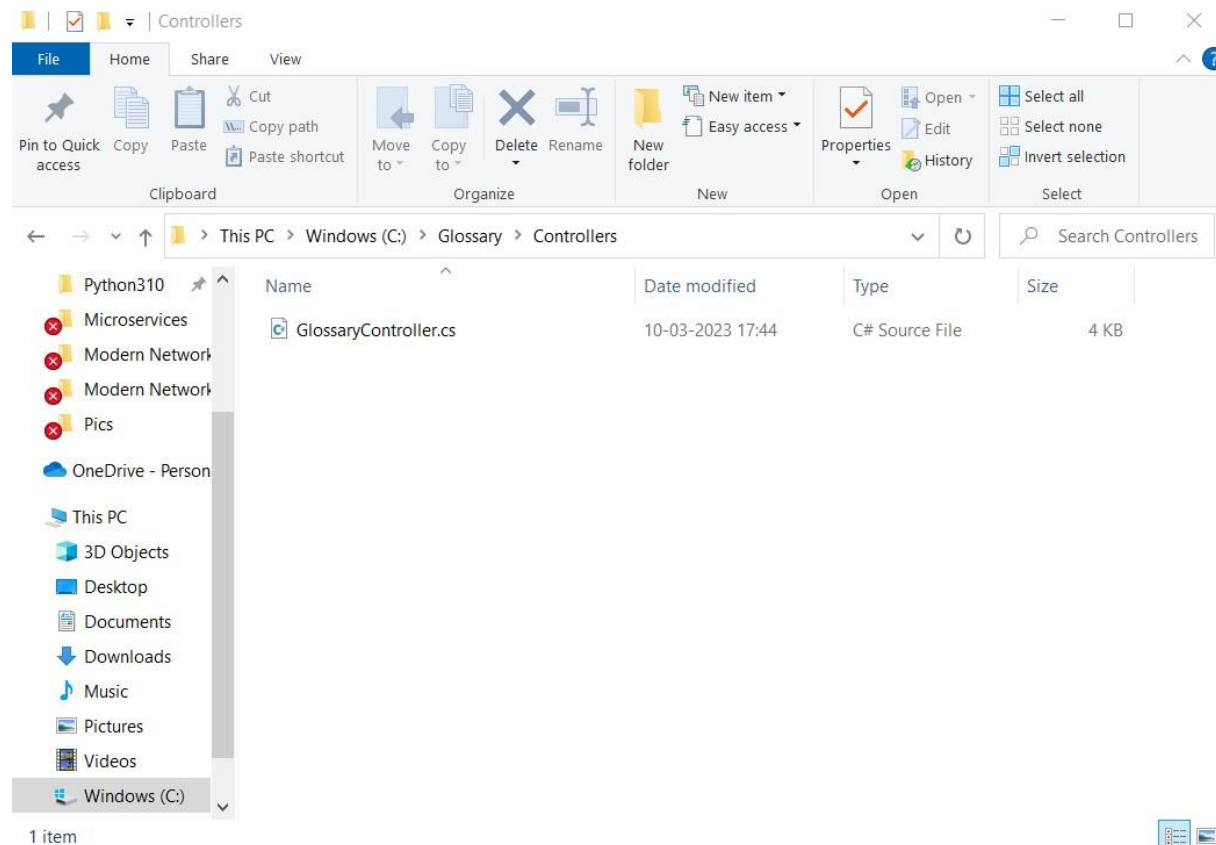 Controllers
File Home Share View
Pin to Quick access
Copy
Paste
Cut
Copy path
Paste shortcut
Clipboard
Move to
Copy to
Delete
Rename
Organize
New folder
New item
Easy access
New
Properties
Open
Edit
History
Open
Select all
Select none
Invert selection
Select
This PC > Windows (C:) > Glossary > Controllers
Search Controllers
Name Date modified Type Size
GlossaryController.cs 10-03-2023 17:44 C# Source File 4 KB
Python310
Microservices
Modern Network
Modern Network
Pics
OneDrive - Person
This PC
3D Objects
Desktop
Documents
Downloads
Music
Pictures
Videos
Windows (C:)
1 item